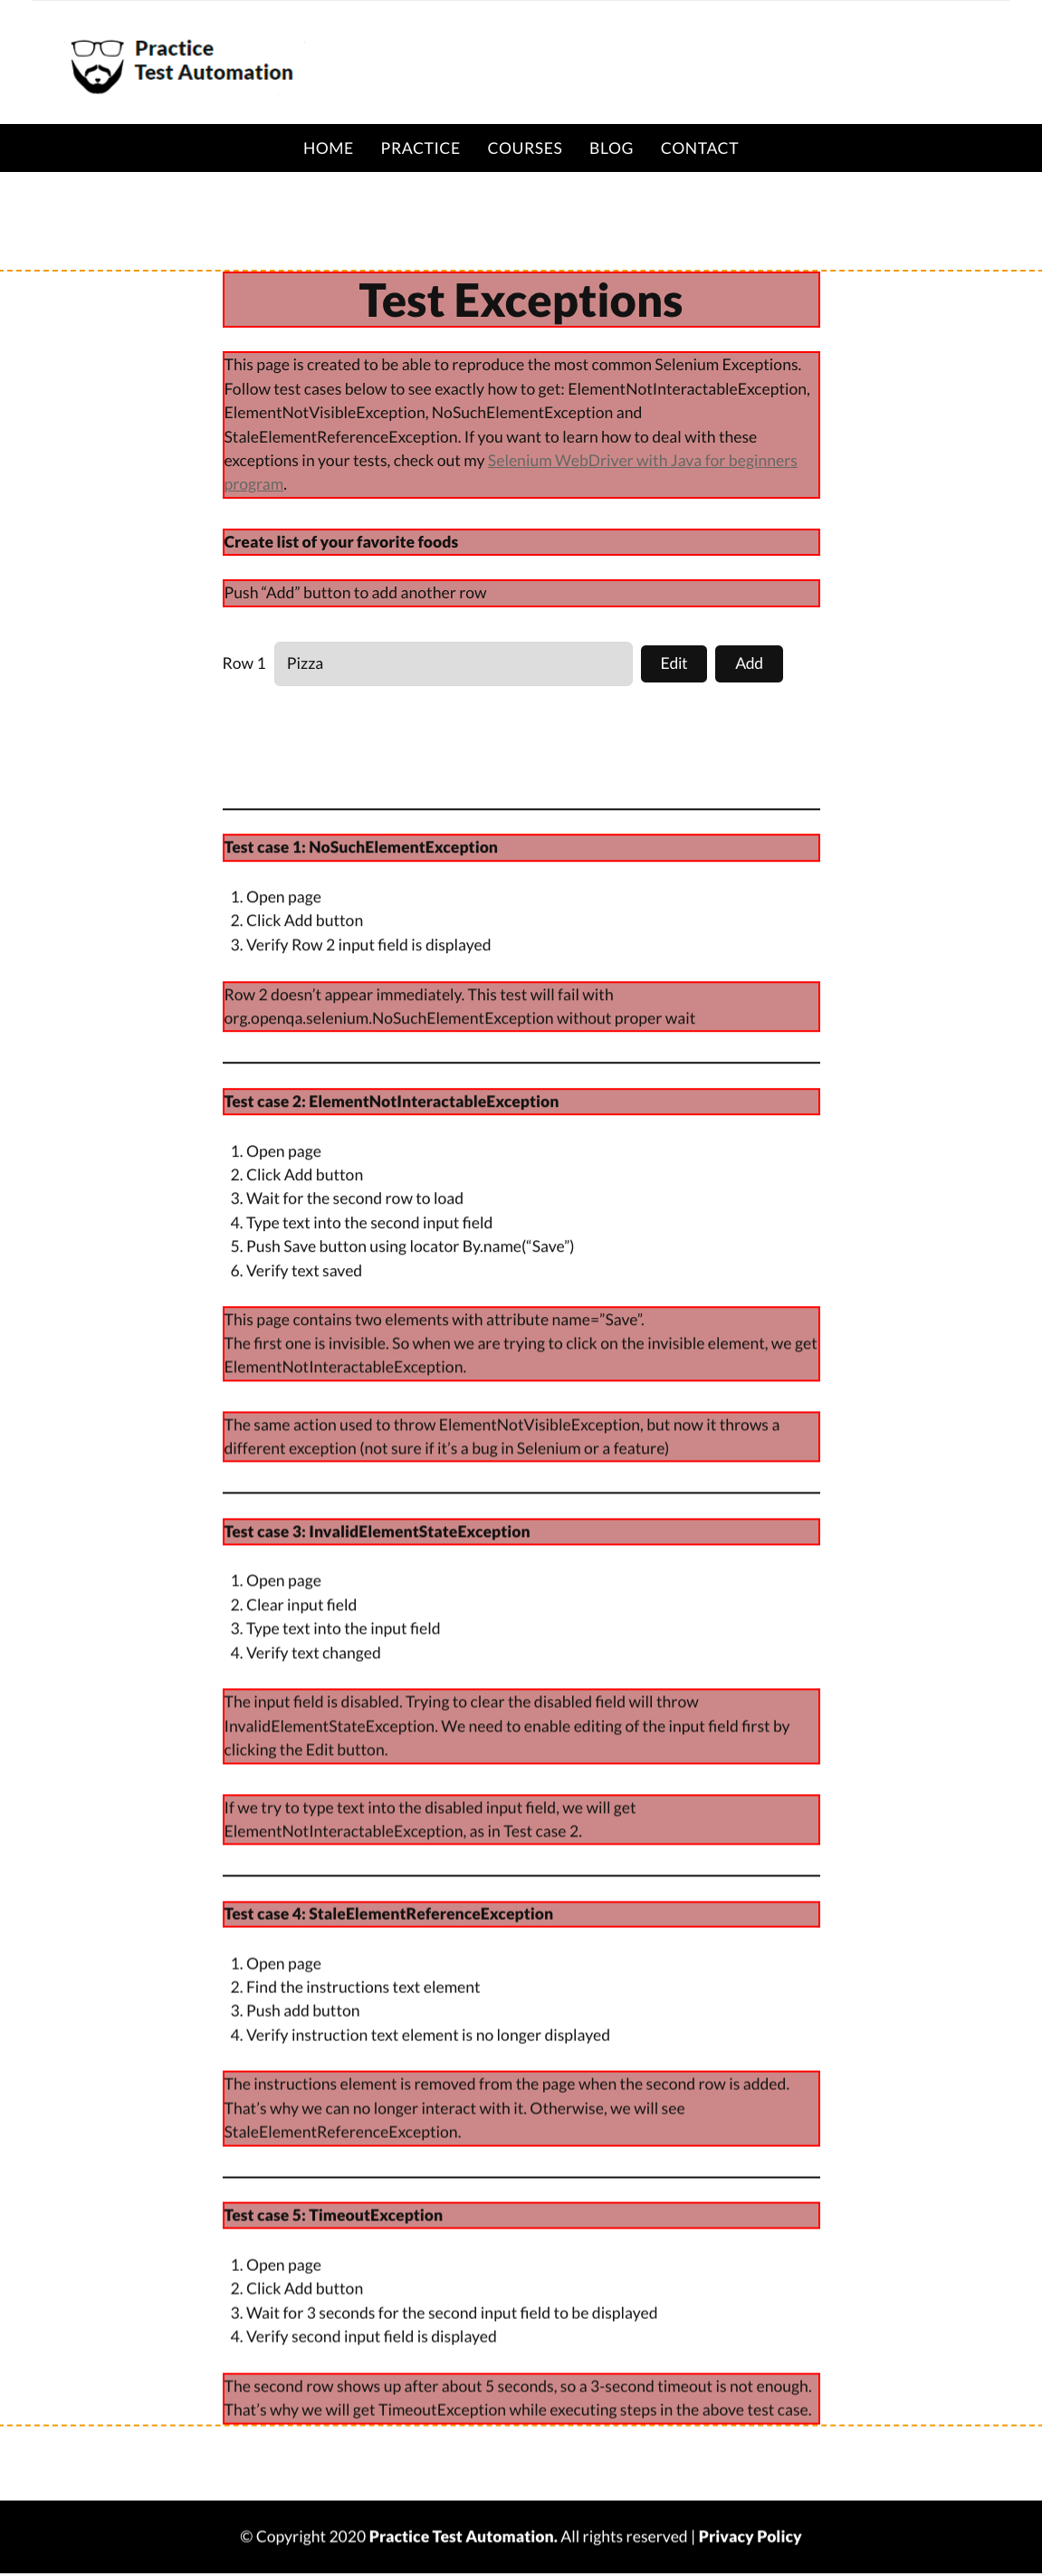 Practice
Test Automation
HOME PRACTICE COURSES BLOG CONTACT
Test Exceptions
This page is created to be able to reproduce the most common Selenium Exceptions.
Follow test cases below to see exactly how to get: ElementNotInteractableException,
ElementNotVisibleException, NoSuchElementException and
StaleElementReferenceException. If you want to learn how to deal with these
exceptions in your tests, check out my Selenium WebDriver with Java for beginners
program.
Create list of your favorite foods
Push “Add” button to add another row
Row 1 Pizza Edit Add
Test case 1: NoSuchElementException
1. Open page
2. Click Add button
3. Verify Row 2 input field is displayed
Row 2 doesn’t appear immediately. This test will fail with
org.openqa.selenium.NoSuchElementException without proper wait
Test case 2: ElementNotInteractableException
1. Open page
2. Click Add button
3. Wait for the second row to load
4. Type text into the second input field
5. Push Save button using locator By.name(“Save”)
6. Verify text saved
This page contains two elements with attribute name=”Save”.
The first one is invisible. So when we are trying to click on the invisible element, we get
ElementNotInteractableException.
The same action used to throw ElementNotVisibleException, but now it throws a
different exception (not sure if it’s a bug in Selenium or a feature)
Test case 3: InvalidElementStateException
1. Open page
2. Clear input field
3. Type text into the input field
4. Verify text changed
The input field is disabled. Trying to clear the disabled field will throw
InvalidElementStateException. We need to enable editing of the input field first by
clicking the Edit button.
If we try to type text into the disabled input field, we will get
ElementNotInteractableException, as in Test case 2.
Test case 4: StaleElementReferenceException
1. Open page
2. Find the instructions text element
3. Push add button
4. Verify instruction text element is no longer displayed
The instructions element is removed from the page when the second row is added.
That’s why we can no longer interact with it. Otherwise, we will see
StaleElementReferenceException.
Test case 5: TimeoutException
1. Open page
2. Click Add button
3. Wait for 3 seconds for the second input field to be displayed
4. Verify second input field is displayed
The second row shows up after about 5 seconds, so a 3-second timeout is not enough.
That’s why we will get TimeoutException while executing steps in the above test case.
© Copyright 2020 Practice Test Automation. All rights reserved | Privacy Policy